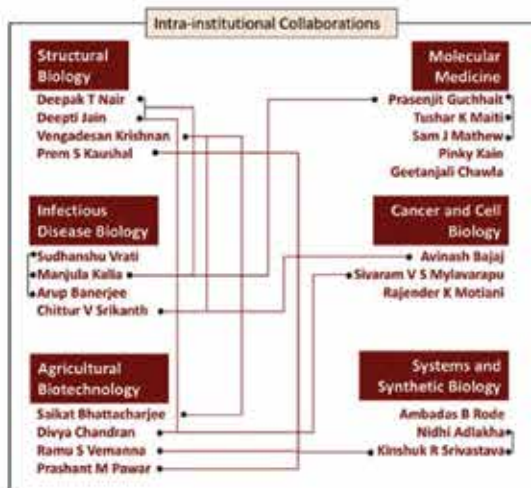 Intra-institutional Collaborations
Structural
Biology
Deepak T Nair
Deepti Jain
Vengadesan Krishnan
Prem S Kaushal
Infectious
Disease Biology
Sudhanshu Vrati
Manjula Kalia
Arup Banerjee
Chittur V Srikanth
Agricultural
Biotechnology
Saikat Bhattacharjee
Divya Chandran
Ramu S Vemanna
Prashant M Pawar
Molecular
Medicine
Prasenjit Guchhait
Tushar K Maiti
Sam J Mathew
Pinky Kain
Geetanjali Chawla
Cancer and Cell
Biology
Avinash Bajaj
Sivaram V S Mylavarapu
Rajender K Motiani
Systems and
Synthetic Biology
Ambadas B Rode
Nidhi Adlakha
Kinshuk R Srivastava